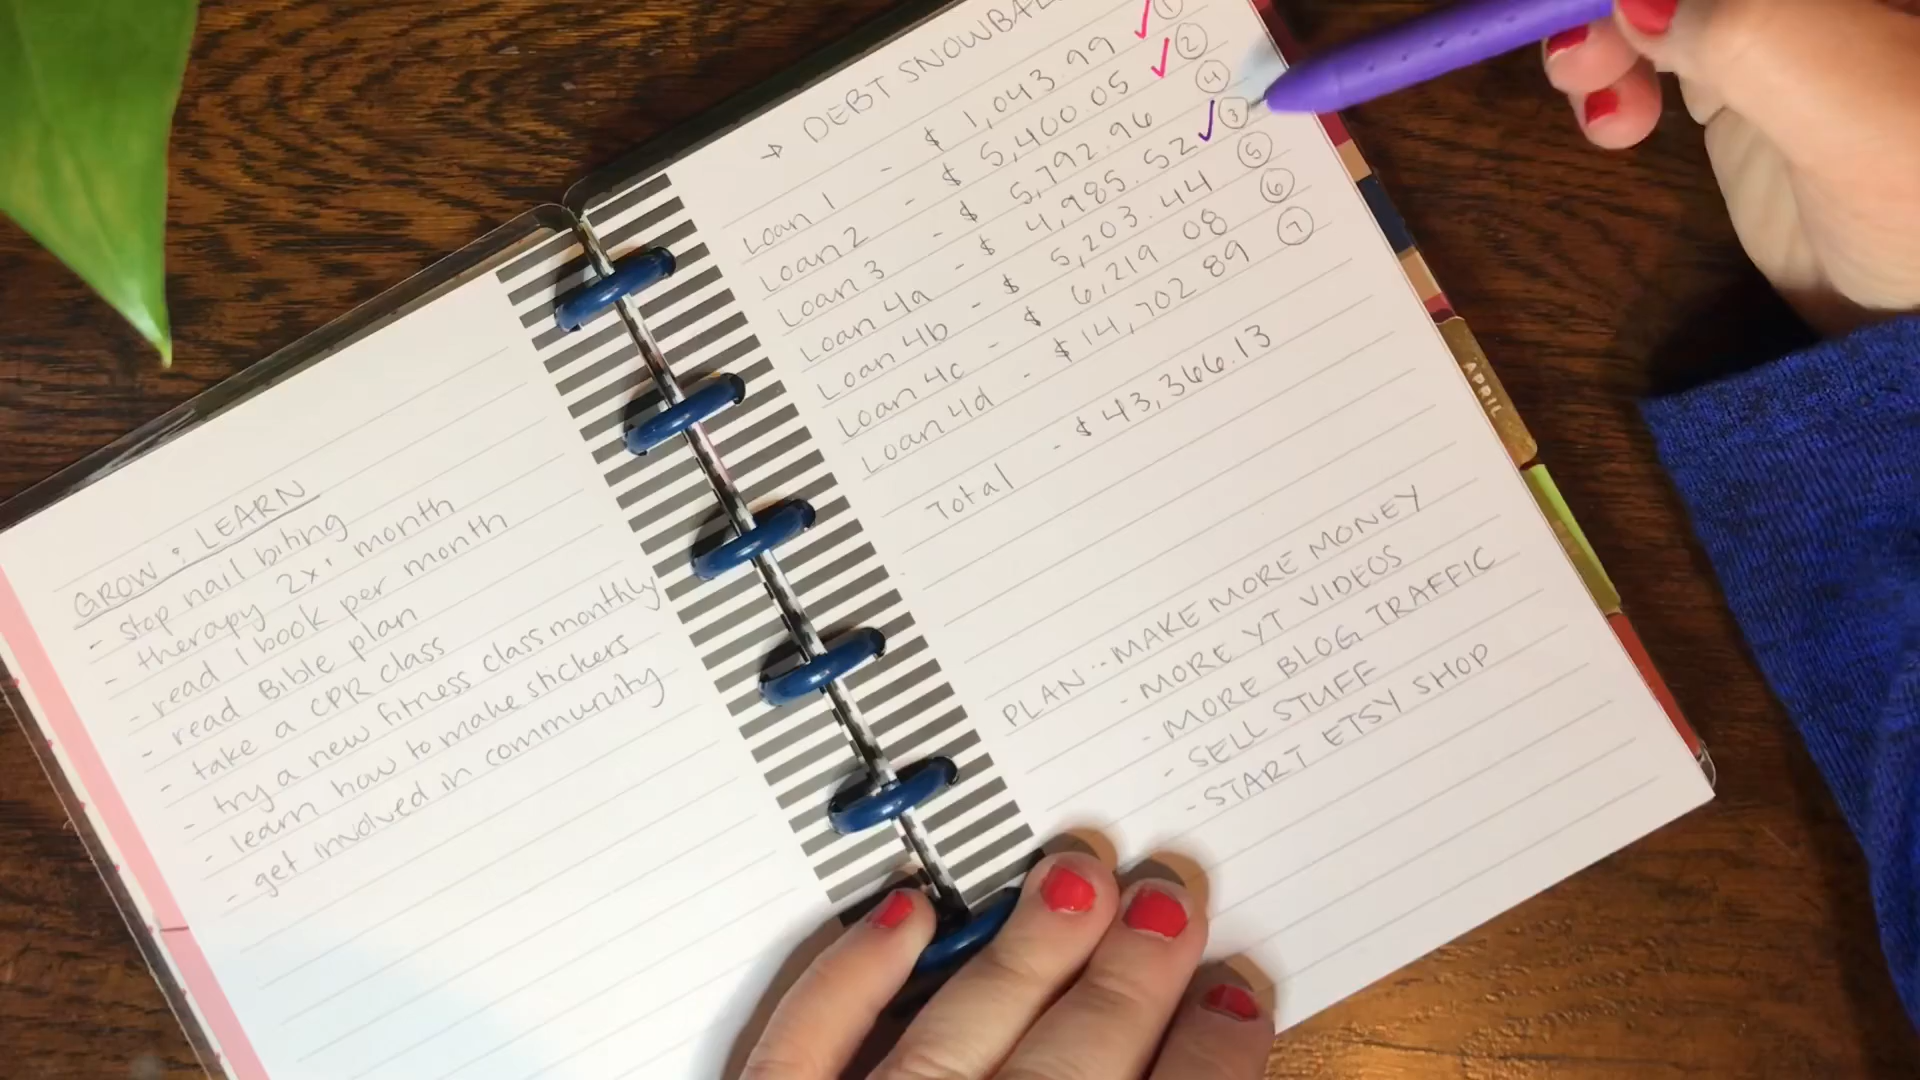 GROW & LEARN
- stop nail biting
- therapy 2x, month
- read 1 book per month
- read Bible plan
- take a CPR class
- try a new fitness class monthly
- learn how to make stickers
- get involved in community
→ DEBT SNOWBALL
Loan 1 - $ 1,043.99 ✓ ①
Loan 2 - $ 5,400.05 ✓ ②
Loan 3 - $ 5,792.96 ④
Loan 4a - $ 4,985.52 ✓ ③
Loan 4b - $ 5,203.44 ⑤
Loan 4c - $ 6,219.08 ⑥
Loan 4d - $ 14,702.89 ⑦
Total - $ 43,366.13
PLAN·· MAKE MORE MONEY
- MORE YT VIDEOS
- MORE BLOG TRAFFIC
- SELL STUFF
- START ETSY SHOP
APRIL